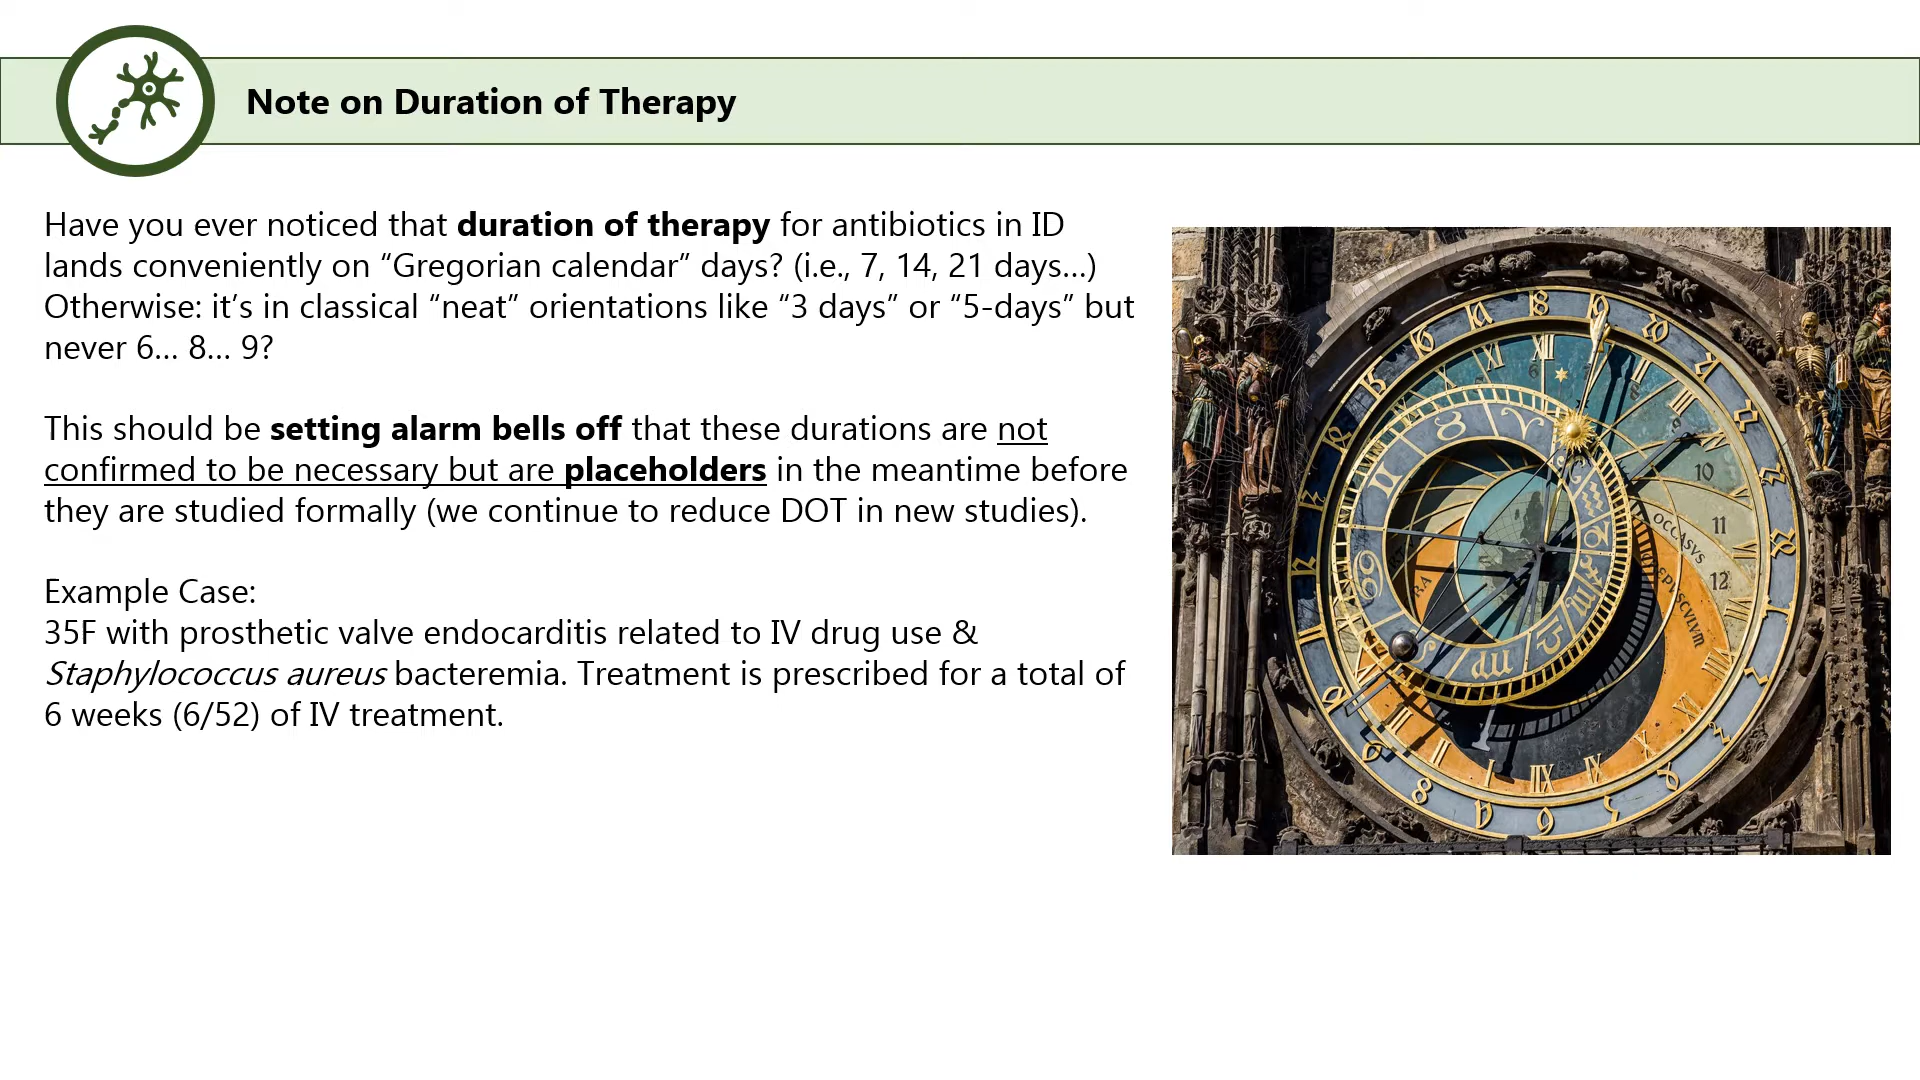 Note on Duration of Therapy
Have you ever noticed that duration of therapy for antibiotics in ID
lands conveniently on “Gregorian calendar” days? (i.e., 7, 14, 21 days…)
Otherwise: it’s in classical “neat” orientations like “3 days” or “5-days” but
never 6… 8… 9?
This should be setting alarm bells off that these durations are not
confirmed to be necessary but are placeholders in the meantime before
they are studied formally (we continue to reduce DOT in new studies).
Example Case:
35F with prosthetic valve endocarditis related to IV drug use &
Staphylococcus aureus bacteremia. Treatment is prescribed for a total of
6 weeks (6/52) of IV treatment.
10
11
12
OCCASVS